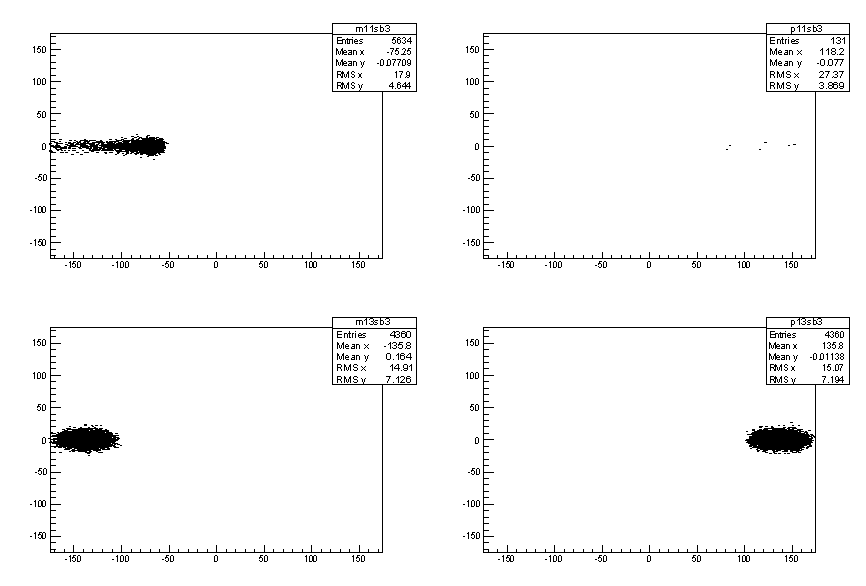 m11sb3
Entries 5634
Mean x -75.25
Mean y -0.07709
RMS x 17.9
RMS y 4.644
150
100
50
0
-50
-100
-150
-150 -100 -50 0 50 100 150
p11sb3
Entries 131
Mean x 118.2
Mean y -0.077
RMS x 27.37
RMS y 3.869
150
100
50
0
-50
-100
-150
-150 -100 -50 0 50 100 150
m13sb3
Entries 4360
Mean x -135.8
Mean y 0.164
RMS x 14.91
RMS y 7.126
150
100
50
0
-50
-100
-150
-150 -100 -50 0 50 100 150
p13sb3
Entries 4360
Mean x 135.8
Mean y -0.01138
RMS x 15.07
RMS y 7.194
150
100
50
0
-50
-100
-150
-150 -100 -50 0 50 100 150